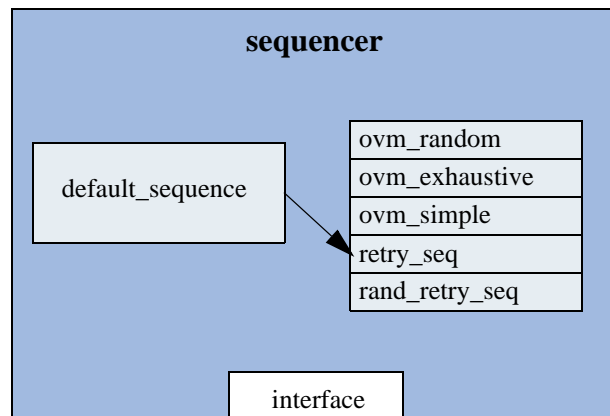 sequencer
default_sequence
ovm_random
ovm_exhaustive
ovm_simple
retry_seq
rand_retry_seq
interface